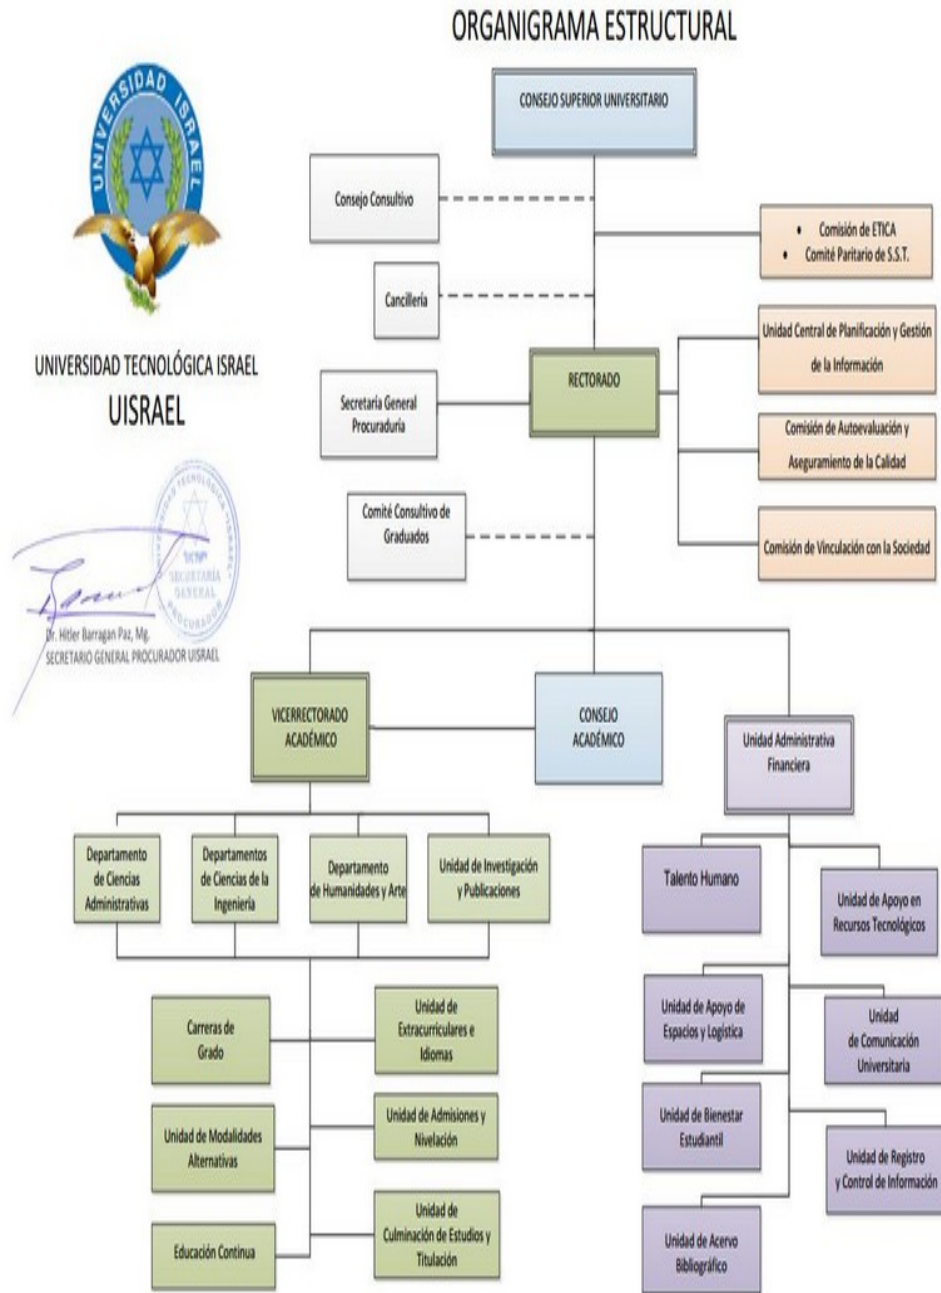 ORGANIGRAMA ESTRUCTURAL
UNIVERSIDAD ISRAEL
UNIVERSIDAD TECNOLÓGICA ISRAEL
UISRAEL
SECRETARÍA
GENERAL
PROCURADOR
Dr. Hitler Barragan Paz, Mg.
SECRETARIO GENERAL PROCURADOR UISRAEL
CONSEJO SUPERIOR UNIVERSITARIO
Consejo Consultivo
• Comisión de ETICA
• Comité Paritario de S.S.T.
Cancillería
Unidad Central de Planificación y Gestión
de la Información
RECTORADO
Secretaría General
Procuraduria
Comisión de Autoevaluación y
Aseguramiento de la Calidad
Comité Consultivo de
Graduados
Comisión de Vinculación con la Sociedad
VICERRECTORADO
ACADÉMICO
CONSEJO
ACADÉMICO
Unidad Administrativa
Financiera
Departamento
de Ciencias
Administrativas
Departamentos
de Ciencias de la
Ingeniería
Departamento
de Humanidades y Arte
Unidad de Investigación
y Publicaciones
Carreras de
Grado
Unidad de
Extracurriculares e
Idiomas
Unidad de Modalidades
Alternativas
Unidad de Admisiones y
Nivelación
Educación Continua
Unidad de
Culminación de Estudios y
Titulación
Talento Humano
Unidad de Apoyo en
Recursos Tecnológicos
Unidad de Apoyo de
Espacios y Logística
Unidad
de Comunicación
Universitaria
Unidad de Bienestar
Estudiantil
Unidad de Registro
y Control de Información
Unidad de Acervo
Bibliográfico